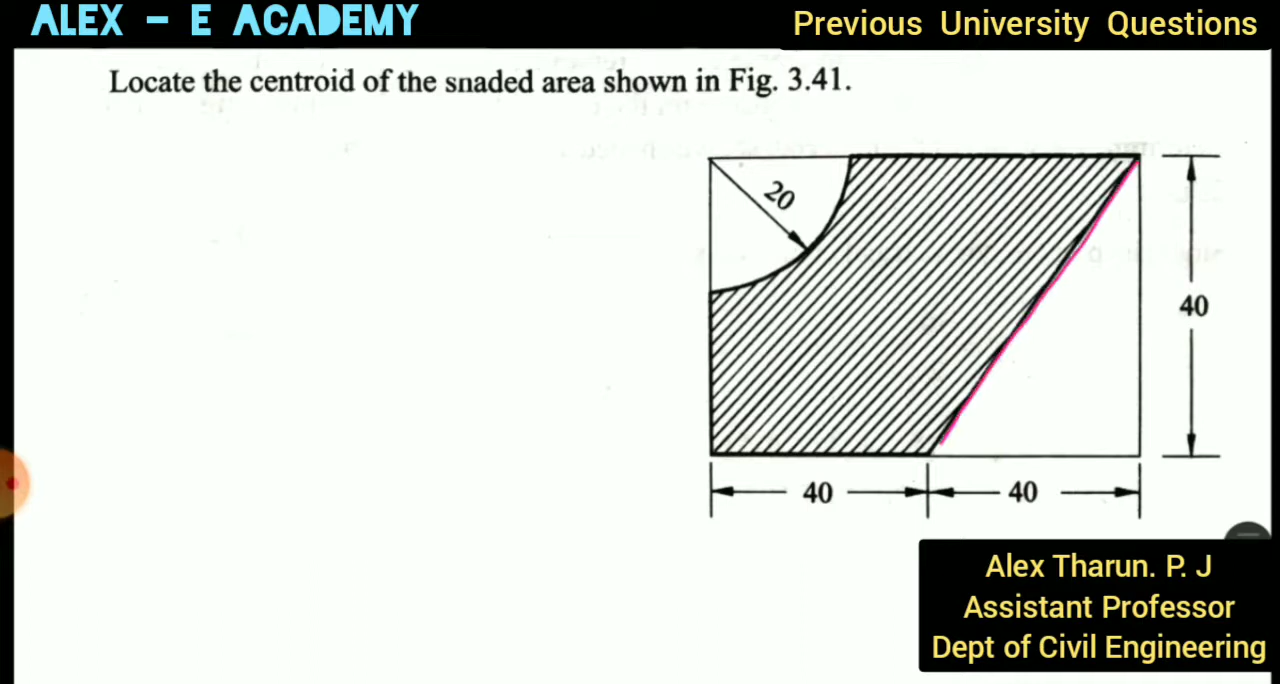 ALEX - E ACADEMY
Previous University Questions
Locate the centroid of the snaded area shown in Fig. 3.41.
20
40
40
40
Alex Tharun. P. J
Assistant Professor
Dept of Civil Engineering